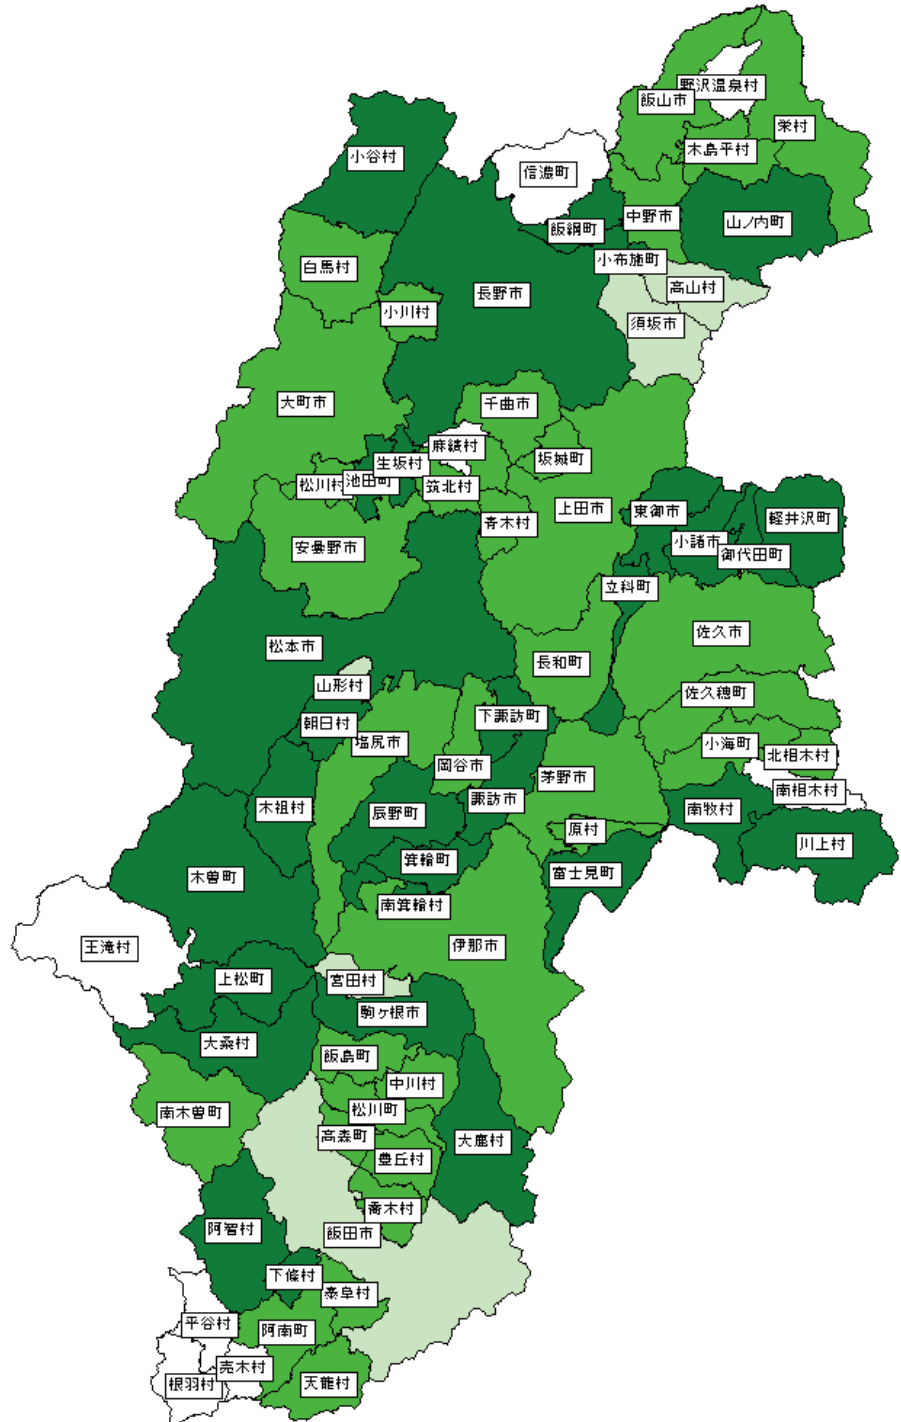 野沢温泉村
飯山市
栄村
木島平村
小谷村
信濃町
中野市
山ノ内町
飯綱町
小布施町
白馬村
高山村
長野市
小川村
須坂市
大町市
千曲市
麻績村
坂城町
生坂村
松川村
池田町
筑北村
上田市
東御市
軽井沢町
青木村
小諸市
安曇野市
御代田町
立科町
佐久市
松本市
長和町
山形村
佐久穂町
下諏訪町
朝日村
塩尻市
小海町
北相木村
岡谷市
茅野市
南相木村
諏訪市
木祖村
辰野町
南牧村
原村
川上村
箕輪町
富士見町
木曽町
南箕輪村
王滝村
伊那市
上松町
宮田村
駒ヶ根市
大桑村
飯島町
中川村
南木曽町
松川町
高森町
大鹿村
豊丘村
喬木村
阿智村
飯田市
下條村
泰阜村
平谷村
阿南町
売木村
根羽村
天龍村